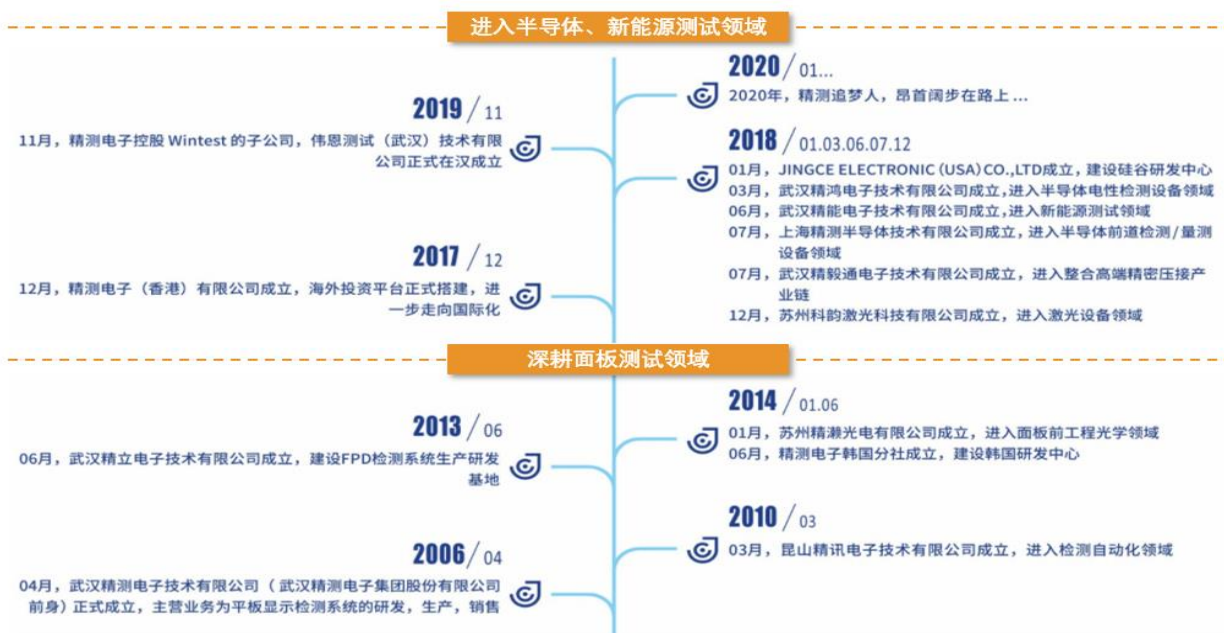 进入半导体、新能源测试领域
2020/01...
2020年，精测追梦人，昂首阔步在路上...
2019/11
11月，精测电子控股 Wintest 的子公司，伟恩测试（武汉）技术有限
公司正式在汉成立
2018/01.03.06.07.12
01月，JINGCE ELECTRONIC (USA) CO.,LTD成立，建设硅谷研发中心
03月，武汉精鸿电子技术有限公司成立,进入半导体电性检测设备领域
06月，武汉精能电子技术有限公司成立,进入新能源测试领域
07月，上海精测半导体技术有限公司成立，进入半导体前道检测/量测
设备领域
07月，武汉精毅通电子技术有限公司成立，进入整合高端精密压接产
业链
12月，苏州科韵激光科技有限公司成立，进入激光设备领域
2017/12
12月，精测电子（香港）有限公司成立，海外投资平台正式搭建，进
一步走向国际化
深耕面板测试领域
2014/01.06
01月，苏州精濑光电有限公司成立，进入面板前工程光学领域
06月，精测电子韩国分社成立，建设韩国研发中心
2013/06
06月，武汉精立电子技术有限公司成立，建设FPD检测系统生产研发
基地
2010/03
03月，昆山精讯电子技术有限公司成立，进入检测自动化领域
2006/04
04月，武汉精测电子技术有限公司（ 武汉精测电子集团股份有限公司
前身）正式成立，主营业务为平板显示检测系统的研发，生产，销售